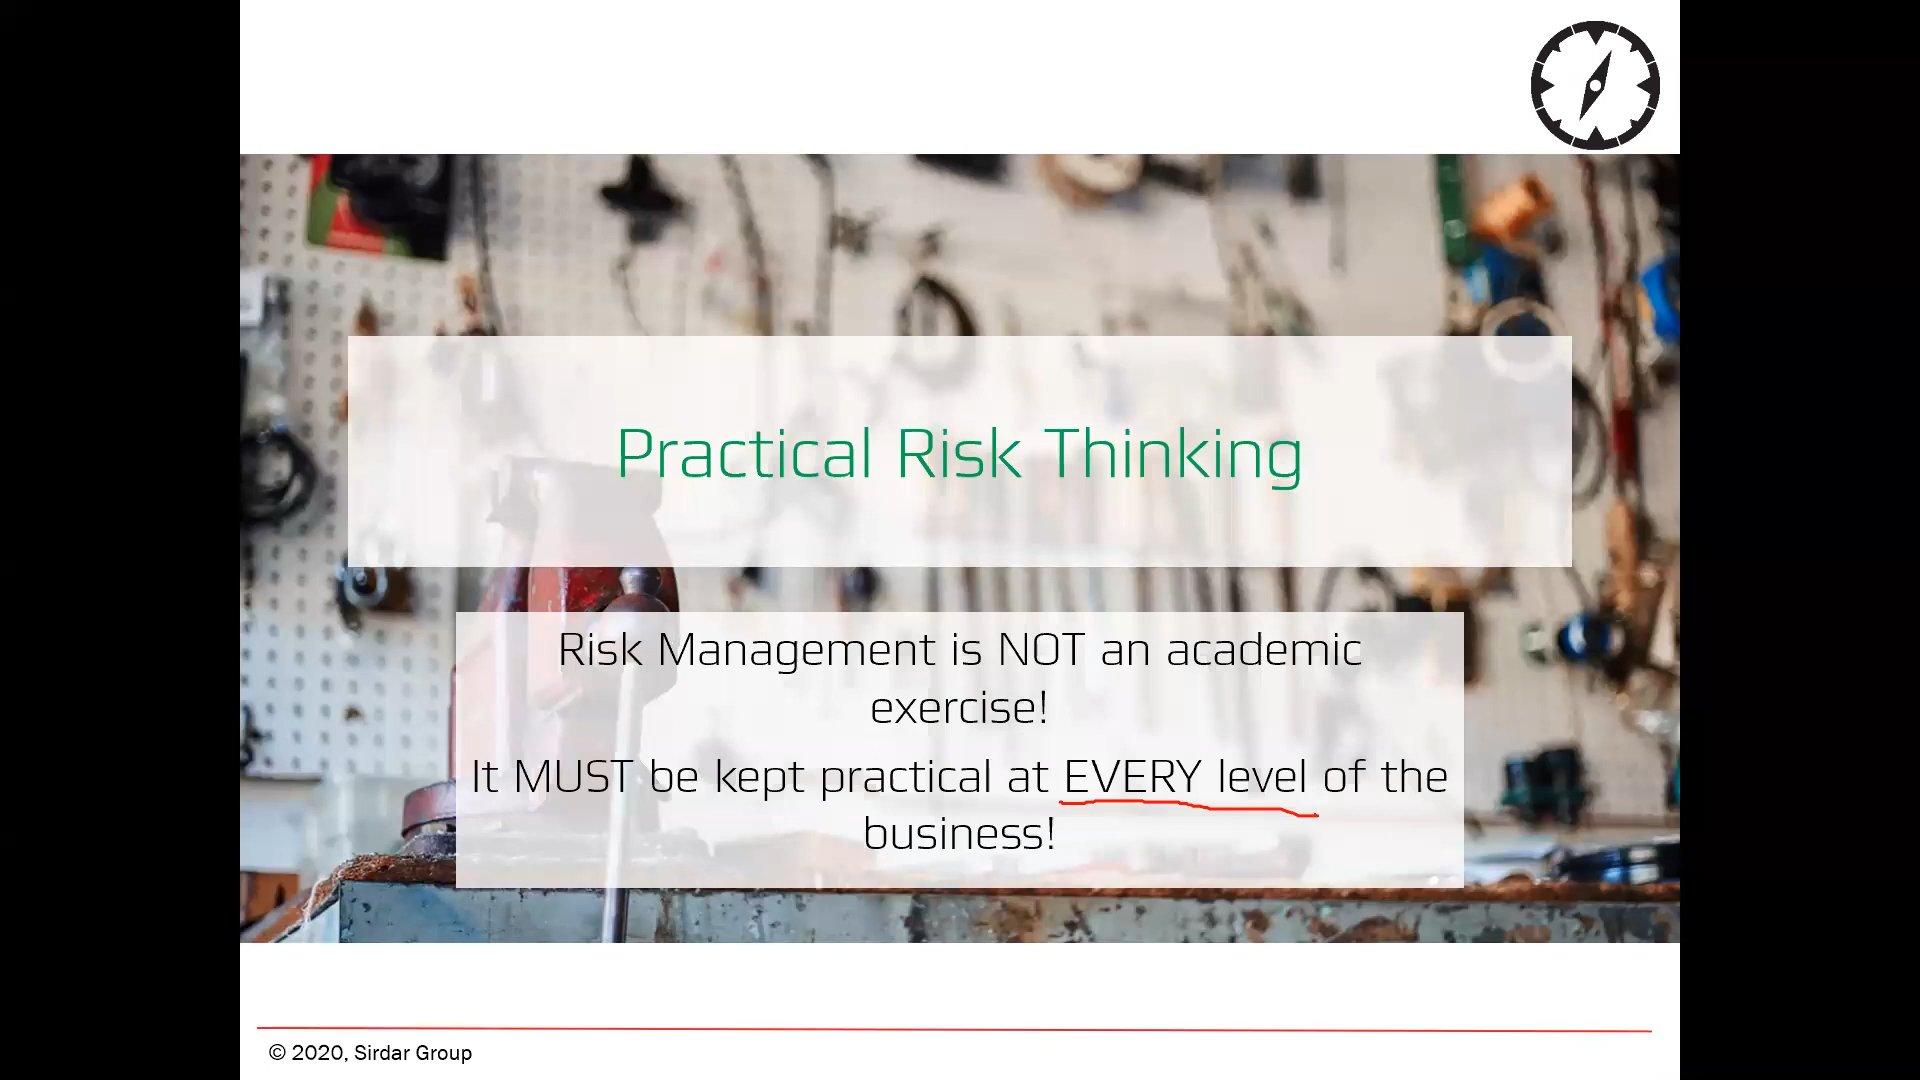 Practical Risk Thinking
Risk Management is NOT an academic
exercise!
It MUST be kept practical at EVERY level of the
business!
© 2020, Sirdar Group